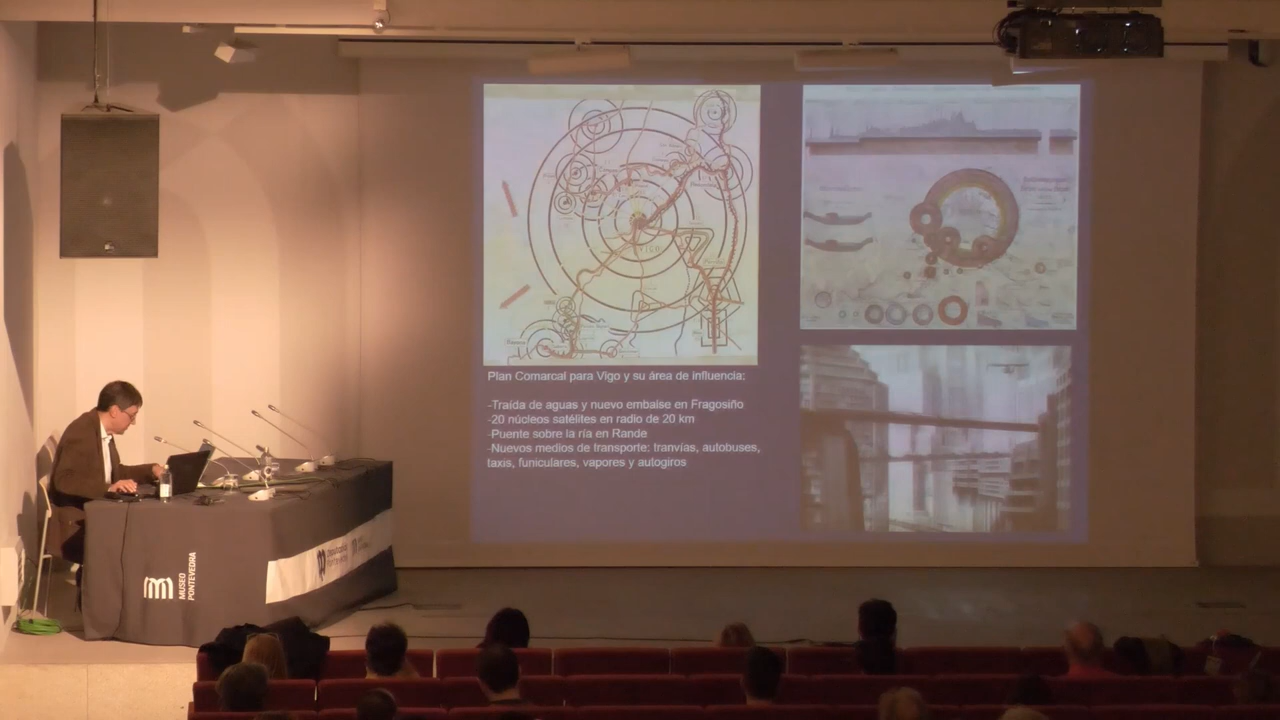 Plan Comarcal para Vigo y su área de influencia:
-Traída de aguas y nuevo embalse en Fragosiño
-20 núcleos satélites en radio de 20 km
-Puente sobre la ría en Rande
-Nuevos medios de transporte: tranvías, autobuses,
taxis, funiculares, vapores y autogiros
MUSEO
PONTEVEDRA